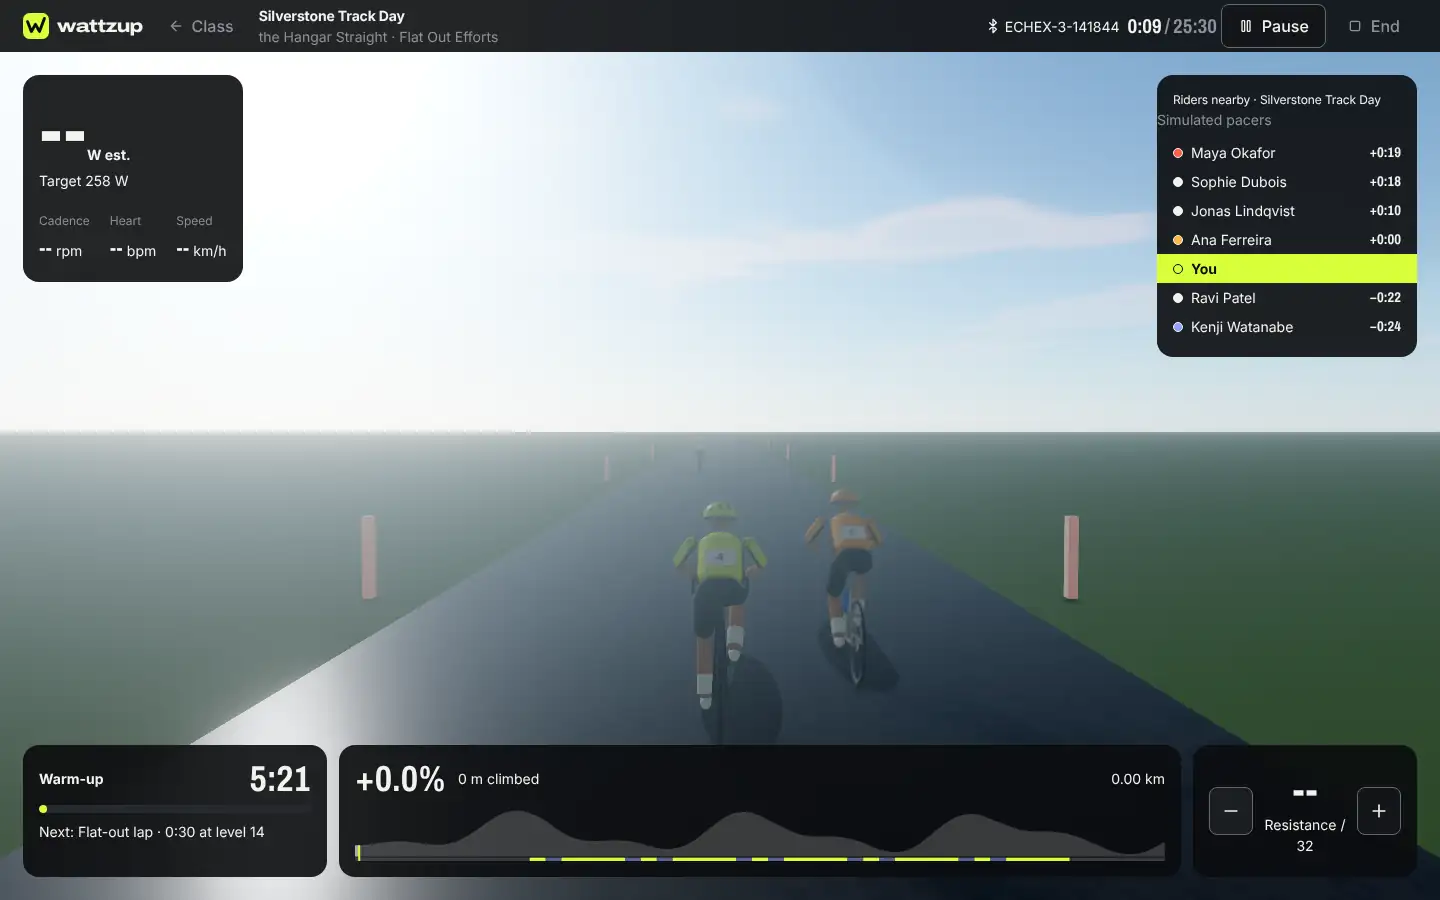 wattzup
Class
Silverstone Track Day
the Hangar Straight · Flat Out Efforts
ECHEX-3-141844
0:09 / 25:30
Pause
End
-- W est.
Target 258 W
Cadence Heart Speed
-- rpm -- bpm -- km/h
Riders nearby · Silverstone Track Day
Simulated pacers
Maya Okafor +0:19
Sophie Dubois +0:18
Jonas Lindqvist +0:10
Ana Ferreira +0:00
You
Ravi Patel −0:22
Kenji Watanabe −0:24
Warm-up 5:21
Next: Flat-out lap · 0:30 at level 14
+0.0% 0 m climbed 0.00 km
--
Resistance /
32